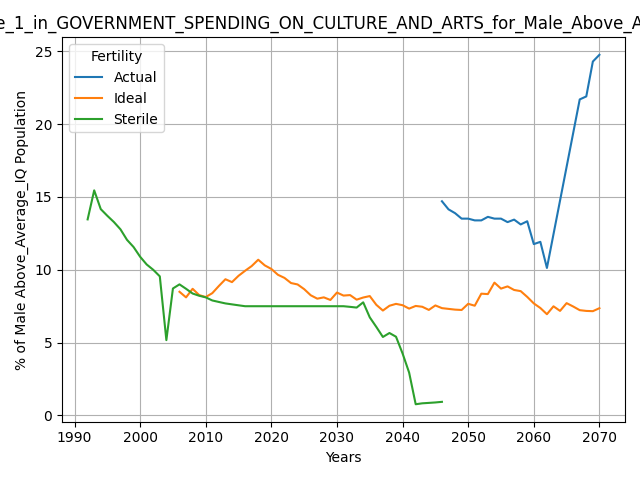 e_1_in_GOVERNMENT_SPENDING_ON_CULTURE_AND_ARTS_for_Male_Above_A
Fertility
Actual
Ideal
Sterile
% of Male Above_Average_IQ Population
25
20
15
10
5
0
1990 2000 2010 2020 2030 2040 2050 2060 2070
Years